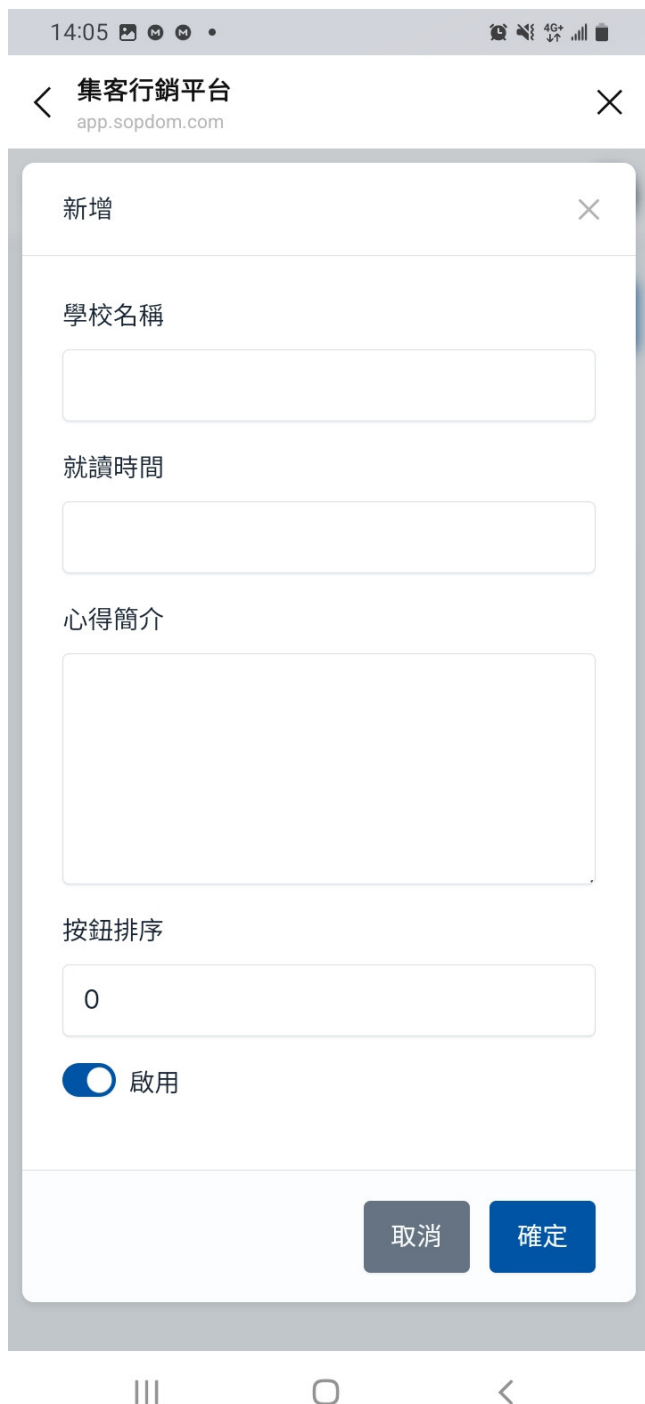 14:05
4G+
集客行銷平台
app.sopdom.com
新增
學校名稱
就讀時間
心得簡介
按鈕排序
0
啟用
取消
確定